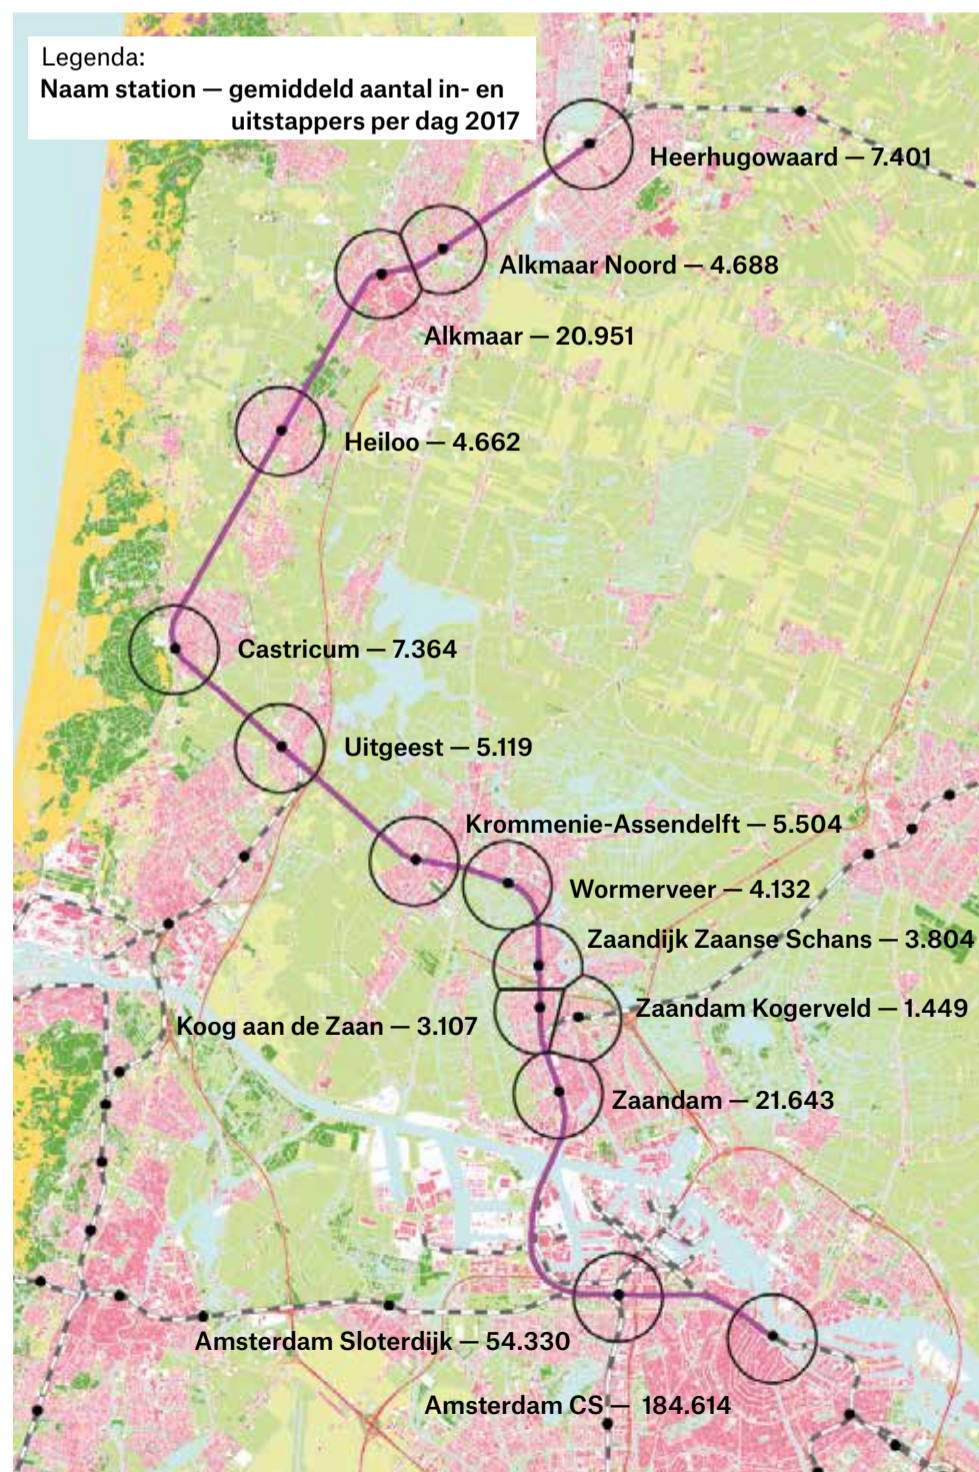 Legenda:
Naam station — gemiddeld aantal in- en
uitstappers per dag 2017
Heerhugowaard — 7.401
Alkmaar Noord — 4.688
Alkmaar — 20.951
Heiloo — 4.662
Castricum — 7.364
Uitgeest — 5.119
Krommenie-Assendelft — 5.504
Wormerveer — 4.132
Zaandijk Zaanse Schans — 3.804
Zaandam Kogerveld — 1.449
Koog aan de Zaan — 3.107
Zaandam — 21.643
Amsterdam Sloterdijk — 54.330
Amsterdam CS — 184.614